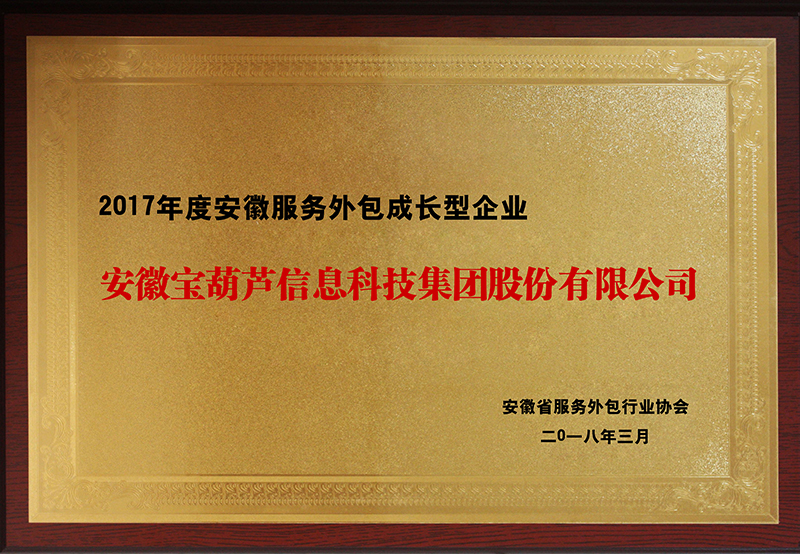 2017年度安徽服务外包成长型企业
安徽宝葫芦信息科技集团股份有限公司
安徽省服务外包行业协会
二0一八年三月